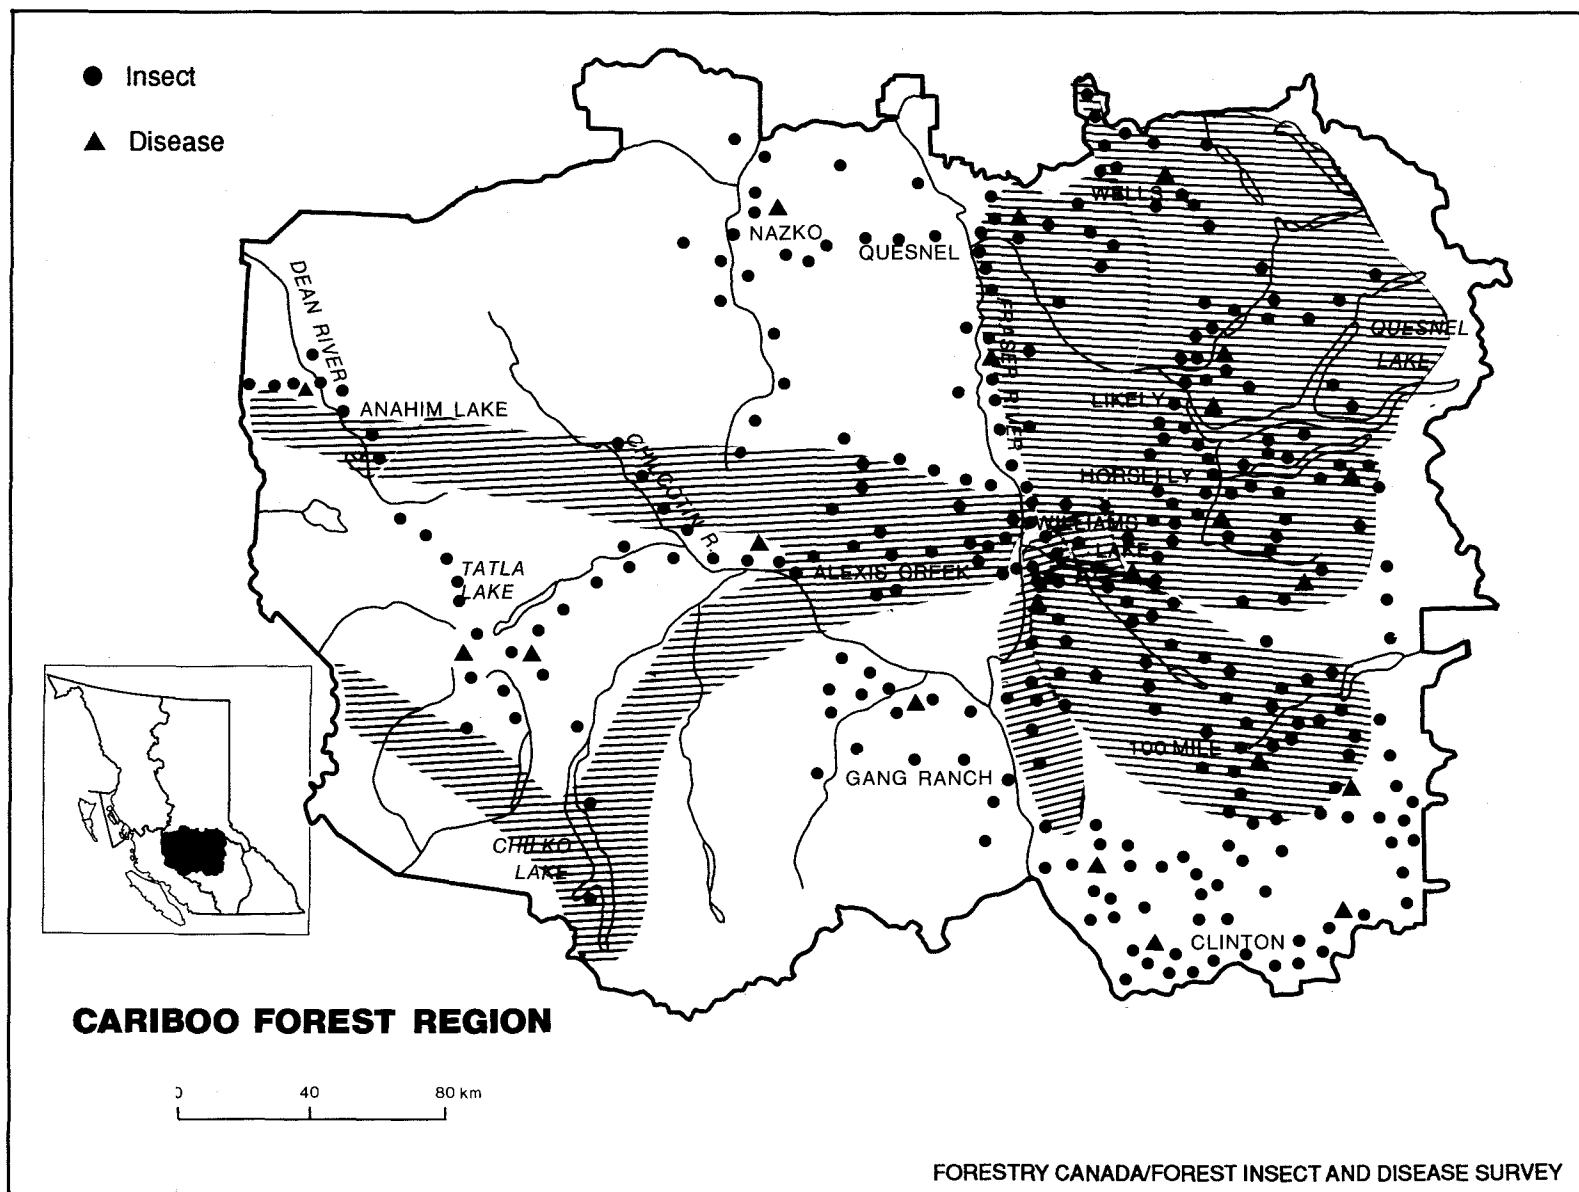 Insect
Disease
WELLS
NAZKO
QUESNEL
DEAN RIVER
FRASER RIVER
QUESNEL
LAKE
LIKELY
ANAHIM LAKE
CHILCOTIN R.
HORSEFLY
WILLIAMS
LAKE
TATLA
LAKE
ALEXIS CREEK
100 MILE
GANG RANCH
CHILKO
LAKE
CLINTON
CARIBOO FOREST REGION
0 40 80 km
FORESTRY CANADA/FOREST INSECT AND DISEASE SURVEY